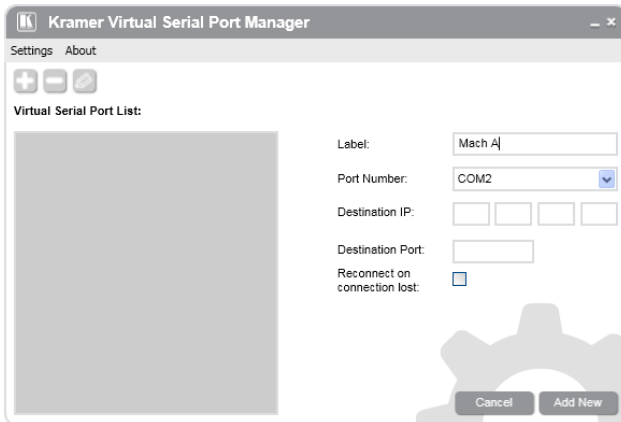 Kramer Virtual Serial Port Manager
Settings About
Virtual Serial Port List:
Label: Mach A
Port Number: COM2
Destination IP:
Destination Port:
Reconnect on
connection lost:
Cancel Add New